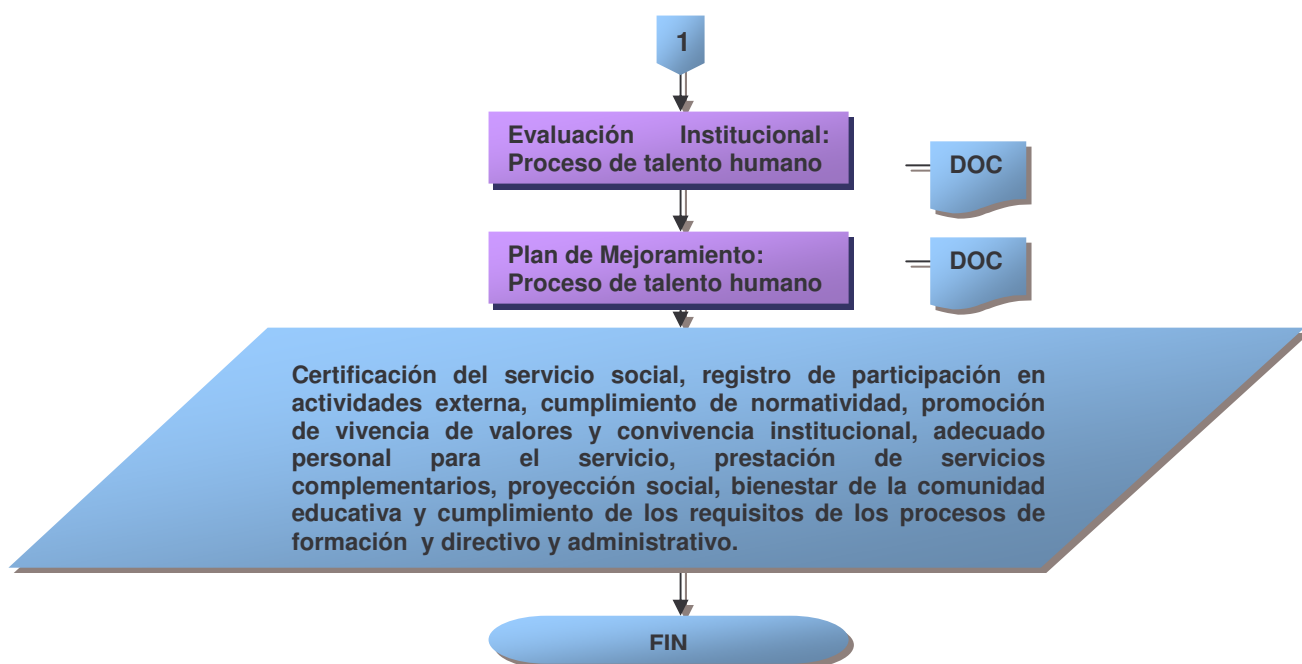 1
Evaluación Institucional:
Proceso de talento humano
DOC
Plan de Mejoramiento:
Proceso de talento humano
DOC
Certificación del servicio social, registro de participación en
actividades externa, cumplimiento de normatividad, promoción
de vivencia de valores y convivencia institucional, adecuado
personal para el servicio, prestación de servicios
complementarios, proyección social, bienestar de la comunidad
educativa y cumplimiento de los requisitos de los procesos de
formación y directivo y administrativo.
FIN